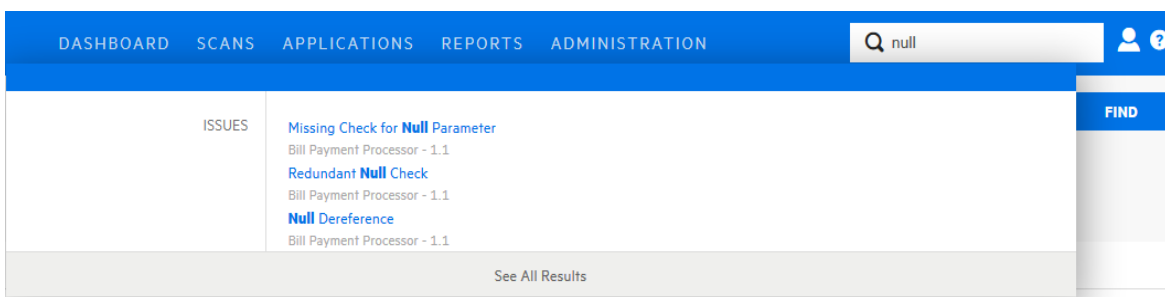 DASHBOARD SCANS APPLICATIONS REPORTS ADMINISTRATION null ?
FIND
ISSUES
Missing Check for Null Parameter
Bill Payment Processor - 1.1
Redundant Null Check
Bill Payment Processor - 1.1
Null Dereference
Bill Payment Processor - 1.1
See All Results